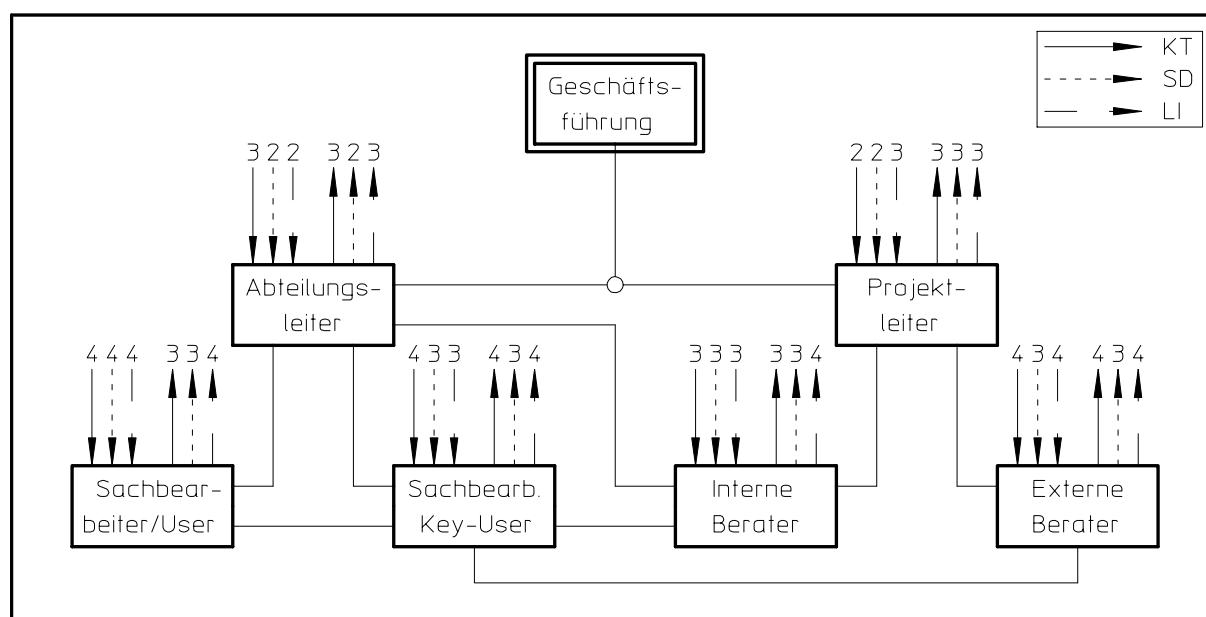 Geschäfts-
führung
KT
SD
LI
3 2 2 3 2 3
2 2 3 3 3 3
Abteilungs-
leiter
Projekt-
leiter
4 4 4 3 3 4
4 3 3 4 3 4
3 3 3 3 3 4
4 3 4 4 3 4
Sachbear-
beiter/User
Sachbearb.
Key-User
Interne
Berater
Externe
Berater